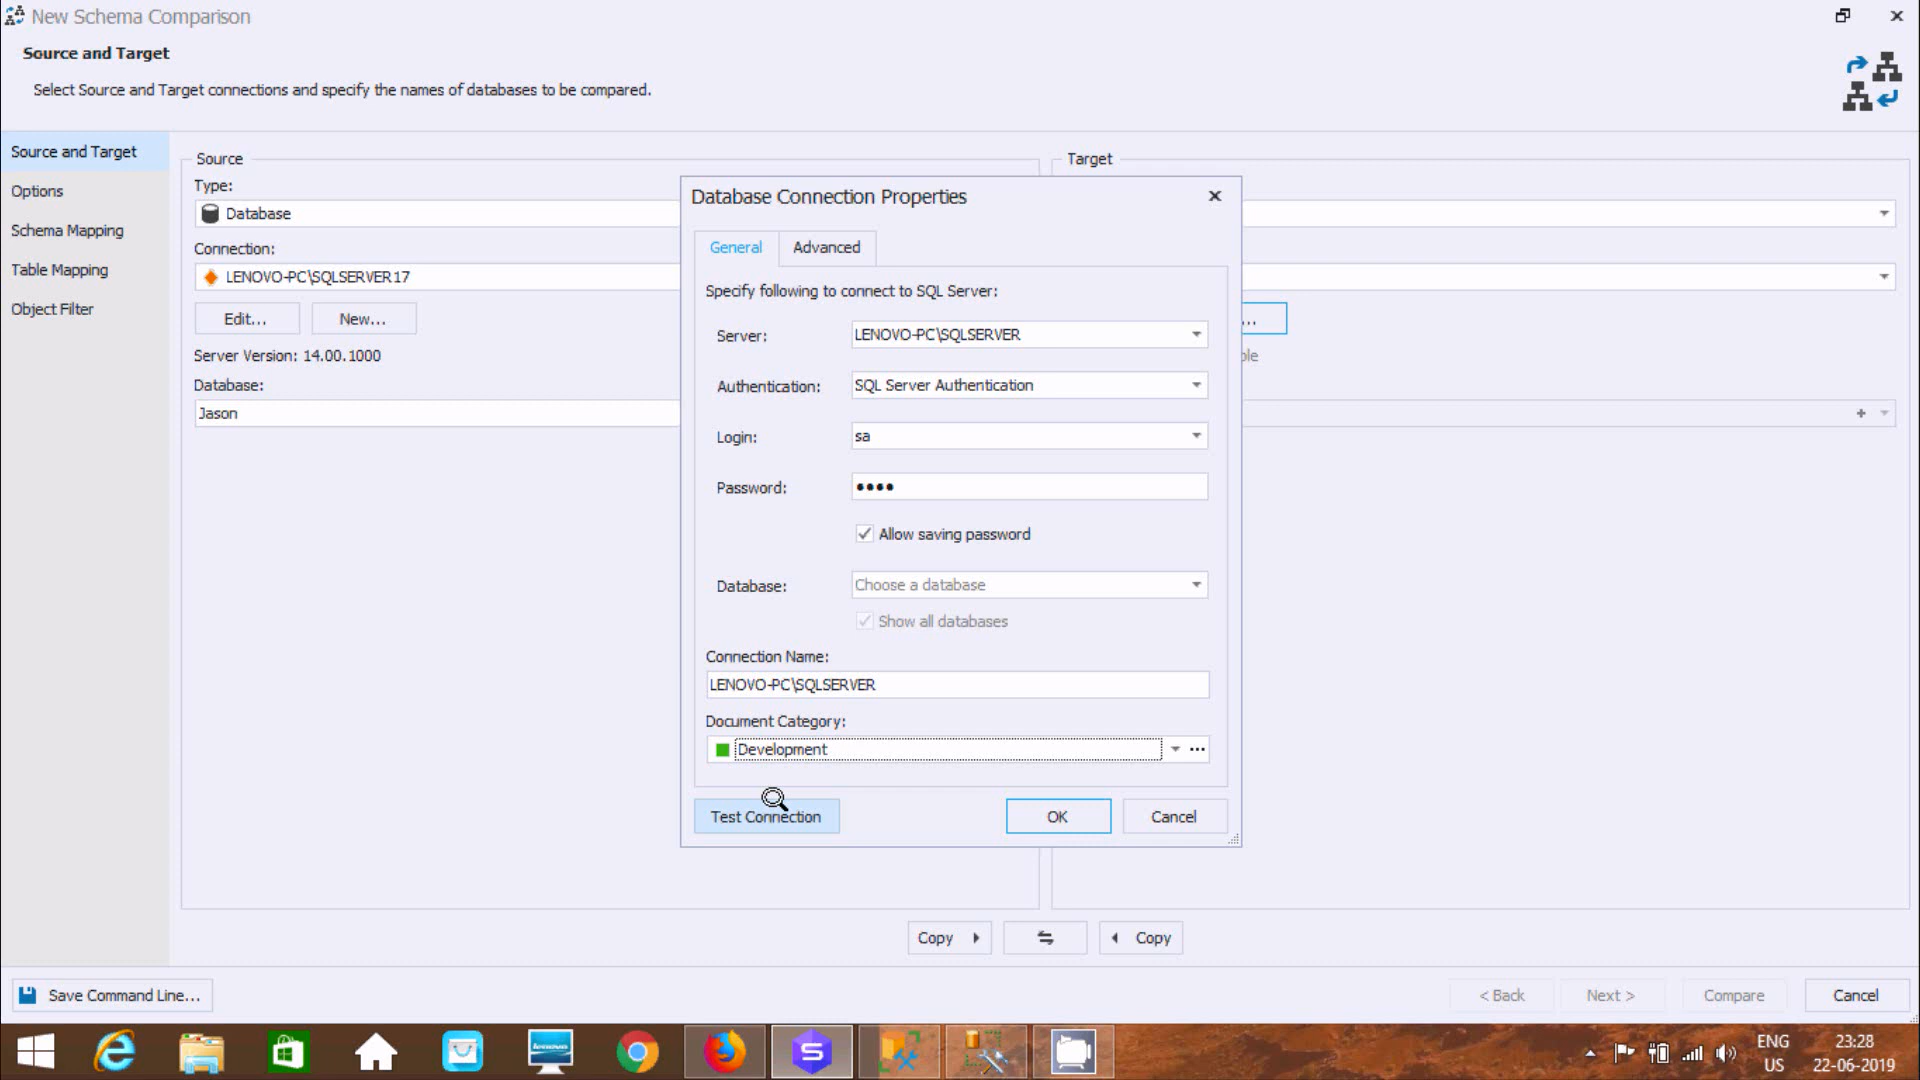 New Schema Comparison
Source and Target
Select Source and Target connections and specify the names of databases to be compared.
Source and Target
Options
Schema Mapping
Table Mapping
Object Filter
Source
Type:
Database
Connection:
LENOVO-PC\SQLSERVER17
Edit...
New...
Server Version: 14.00.1000
Database:
Jason
Target
Database Connection Properties
General
Advanced
Specify following to connect to SQL Server:
Server:
LENOVO-PC\SQLSERVER
Authentication:
SQL Server Authentication
Login:
sa
Password:
••••
Allow saving password
Database:
Choose a database
Show all databases
Connection Name:
LENOVO-PC\SQLSERVER
Document Category:
Development
...
Test Connection
OK
Cancel
Copy
Copy
Save Command Line...
< Back
Next >
Compare
Cancel
lenovo
S
ENG
US
23:28
22-06-2019